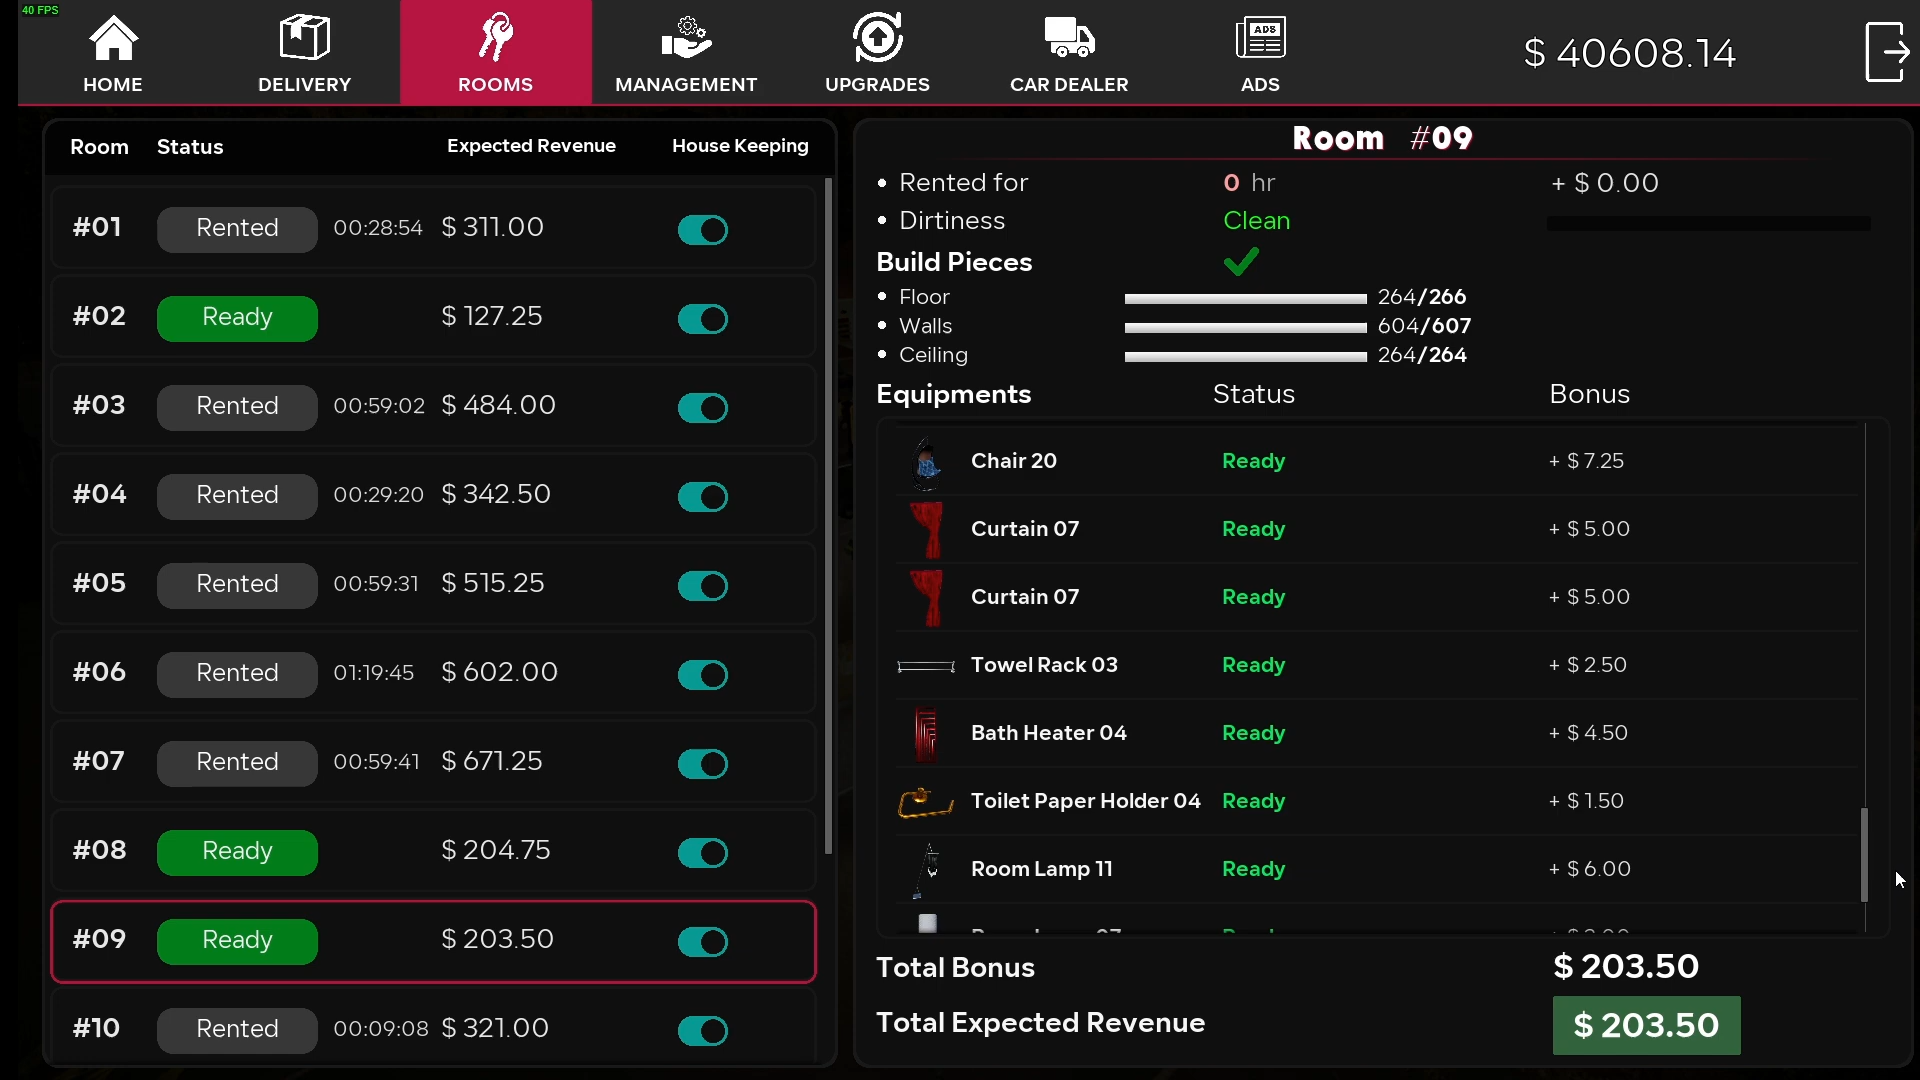 40 FPS
HOME
DELIVERY
ROOMS
MANAGEMENT
UPGRADES
CAR DEALER
ADS
ADS
$ 40608.14
Room Status Expected Revenue House Keeping
#01 Rented 00:28:54 $ 311.00
#02 Ready $ 127.25
#03 Rented 00:59:02 $ 484.00
#04 Rented 00:29:20 $ 342.50
#05 Rented 00:59:31 $ 515.25
#06 Rented 01:19:45 $ 602.00
#07 Rented 00:59:41 $ 671.25
#08 Ready $ 204.75
#09 Ready $ 203.50
#10 Rented 00:09:08 $ 321.00
Room #09
• Rented for 0 hr + $ 0.00
• Dirtiness Clean
Build Pieces
• Floor 264/266
• Walls 604/607
• Ceiling 264/264
Equipments Status Bonus
Chair 20 Ready + $ 7.25
Curtain 07 Ready + $ 5.00
Curtain 07 Ready + $ 5.00
Towel Rack 03 Ready + $ 2.50
Bath Heater 04 Ready + $ 4.50
Toilet Paper Holder 04 Ready + $ 1.50
Room Lamp 11 Ready + $ 6.00
Total Bonus $ 203.50
Total Expected Revenue $ 203.50